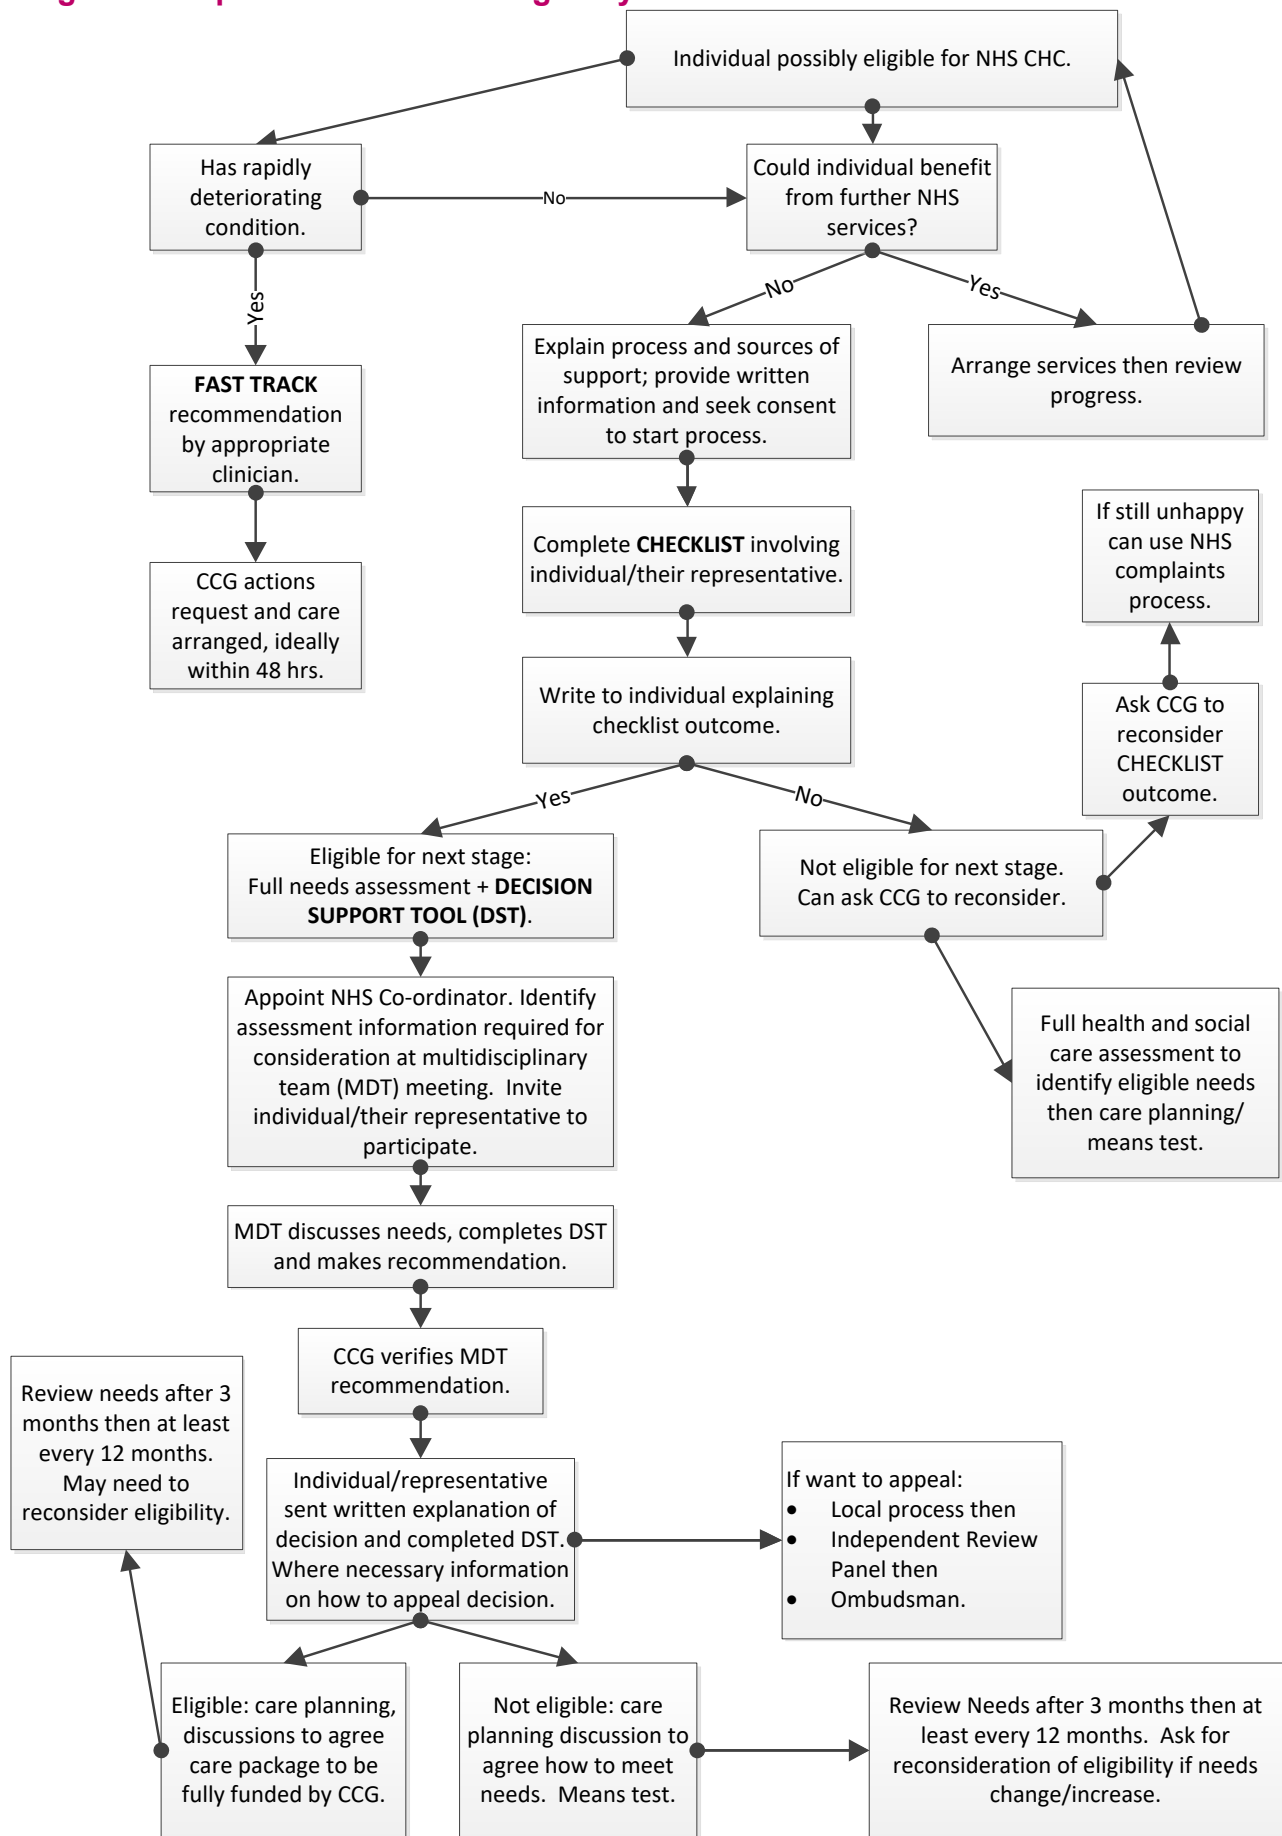 Individual possibly eligible for NHS CHC.
Has rapidly
deteriorating
condition.
No
Could individual benefit
from further NHS
services?
Yes
No
Yes
FAST TRACK
recommendation
by appropriate
clinician.
Explain process and sources of
support; provide written
information and seek consent
to start process.
Arrange services then review
progress.
CCG actions
request and care
arranged, ideally
within 48 hrs.
Complete CHECKLIST involving
individual/their representative.
If still unhappy
can use NHS
complaints
process.
Write to individual explaining
checklist outcome.
Ask CCG to
reconsider
CHECKLIST
outcome.
Yes
No
Eligible for next stage:
Full needs assessment + DECISION
SUPPORT TOOL (DST).
Not eligible for next stage.
Can ask CCG to reconsider.
Appoint NHS Co-ordinator. Identify
assessment information required for
consideration at multidisciplinary
team (MDT) meeting.  Invite
individual/their representative to
participate.
Full health and social
care assessment to
identify eligible needs
then care planning/
means test.
MDT discusses needs, completes DST
and makes recommendation.
CCG verifies MDT
recommendation.
Review needs after 3
months then at least
every 12 months.
May need to
reconsider eligibility.
Individual/representative
sent written explanation of
decision and completed DST.
Where necessary information
on how to appeal decision.
If want to appeal:
• Local process then
• Independent Review
Panel then
• Ombudsman.
Eligible: care planning,
discussions to agree
care package to be
fully funded by CCG.
Not eligible: care
planning discussion to
agree how to meet
needs.  Means test.
Review Needs after 3 months then at
least every 12 months.  Ask for
reconsideration of eligibility if needs
change/increase.